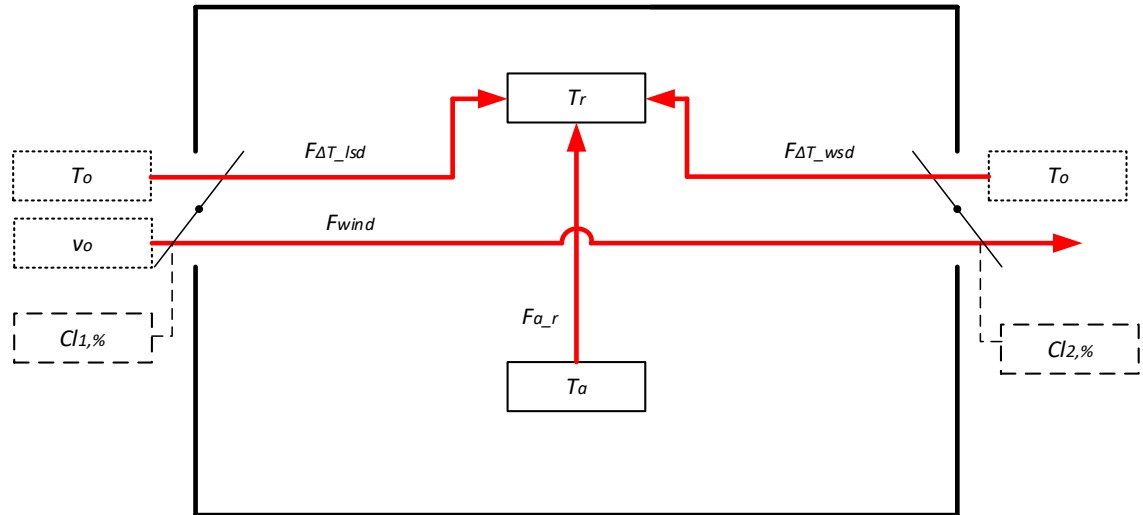 Tr
FΔT_lsd
FΔT_wsd
To
To
vo
Fwind
Fa_r
Cl1,%
Cl2,%
Ta